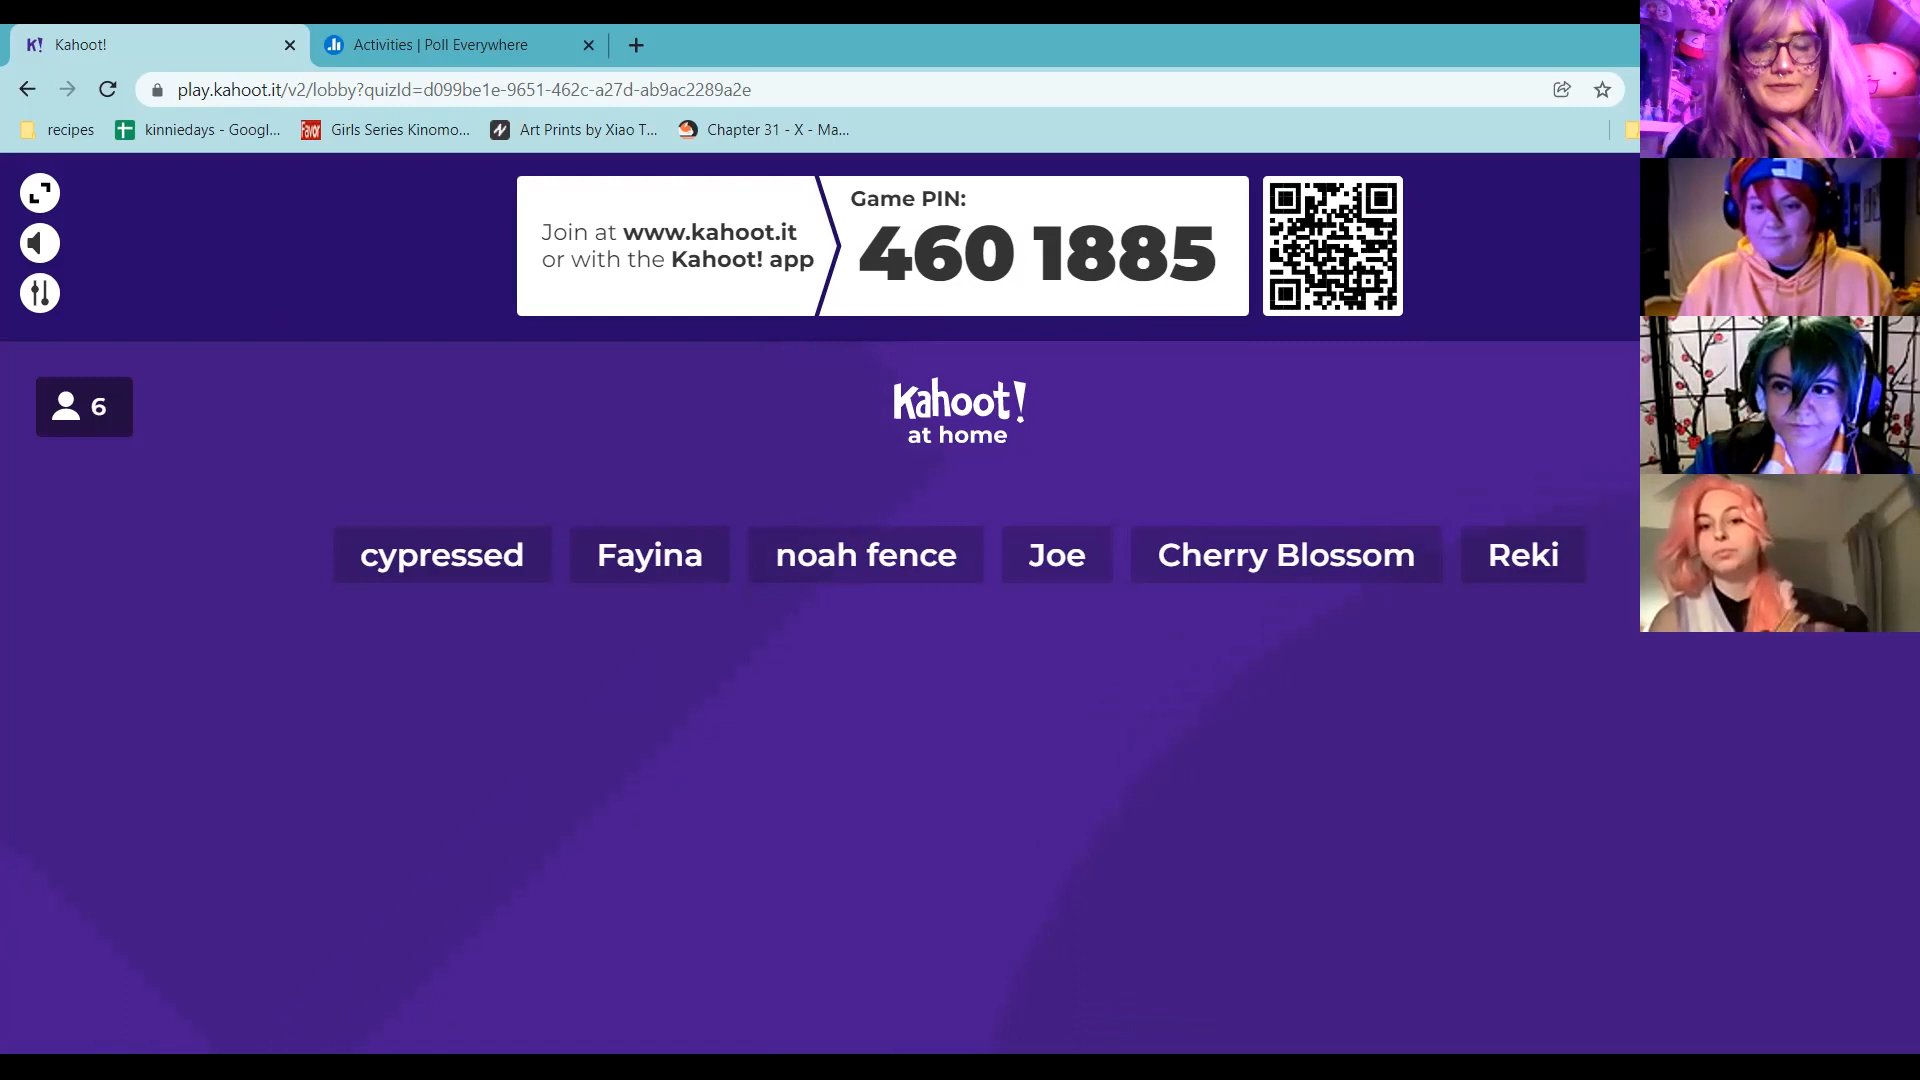 K! Kahoot!
Activities | Poll Everywhere
play.kahoot.it/v2/lobby?quizId=d099be1e-9651-462c-a27d-ab9ac2289a2e
recipes
kinniedays - Googl...
Favor
Girls Series Kinomo...
Art Prints by Xiao T...
Chapter 31 - X - Ma...
Join at www.kahoot.it
or with the Kahoot! app
Game PIN:
460 1885
6
Kahoot!
at home
cypressed
Fayina
noah fence
Joe
Cherry Blossom
Reki